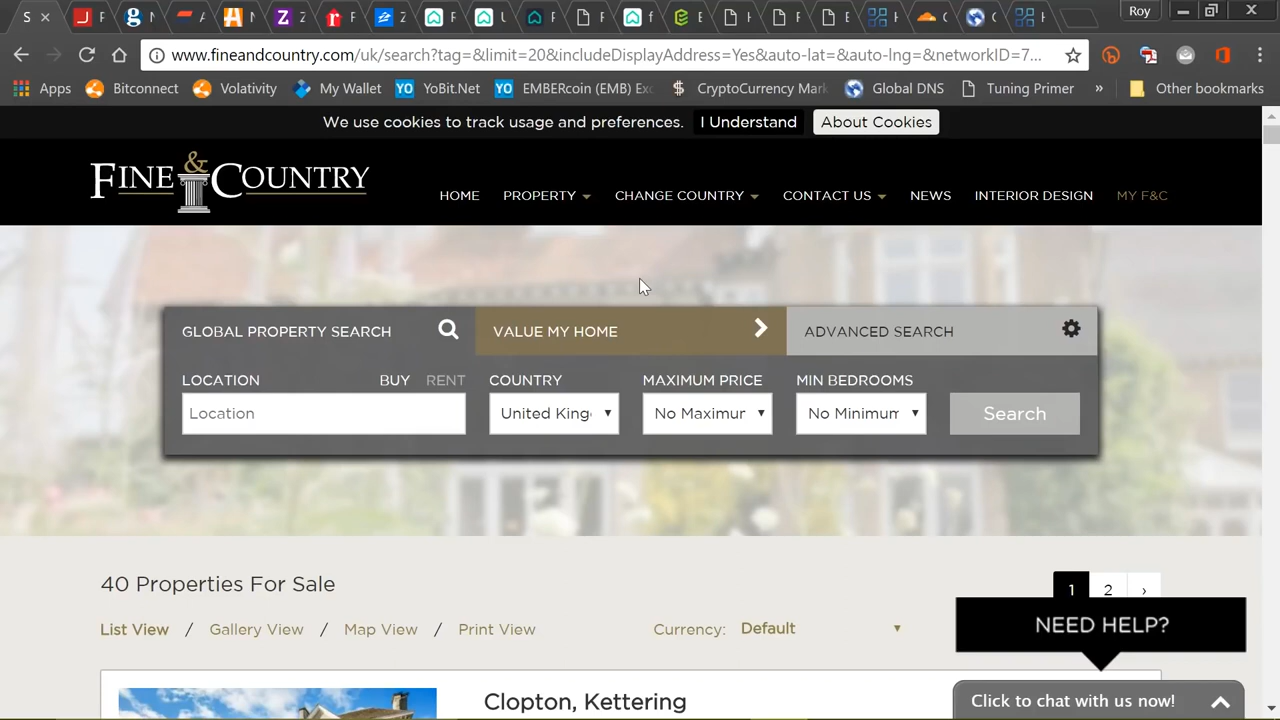 S
Roy
www.fineandcountry.com/uk/search?tag=&limit=20&includeDisplayAddress=Yes&auto-lat=&auto-lng=&networkID=7...
Apps Bitconnect Volativity My Wallet YoBit.Net EMBERcoin (EMB) Exc CryptoCurrency Mark Global DNS Tuning Primer » Other bookmarks
We use cookies to track usage and preferences. I Understand About Cookies
FINE & COUNTRY
HOME PROPERTY CHANGE COUNTRY CONTACT US NEWS INTERIOR DESIGN MY F&C
GLOBAL PROPERTY SEARCH VALUE MY HOME ADVANCED SEARCH
LOCATION BUY RENT COUNTRY MAXIMUM PRICE MIN BEDROOMS
Location United King No Maximur No Minimum Search
40 Properties For Sale
1 2 ›
List View / Gallery View / Map View / Print View Currency: Default
NEED HELP?
Clopton, Kettering
Click to chat with us now!